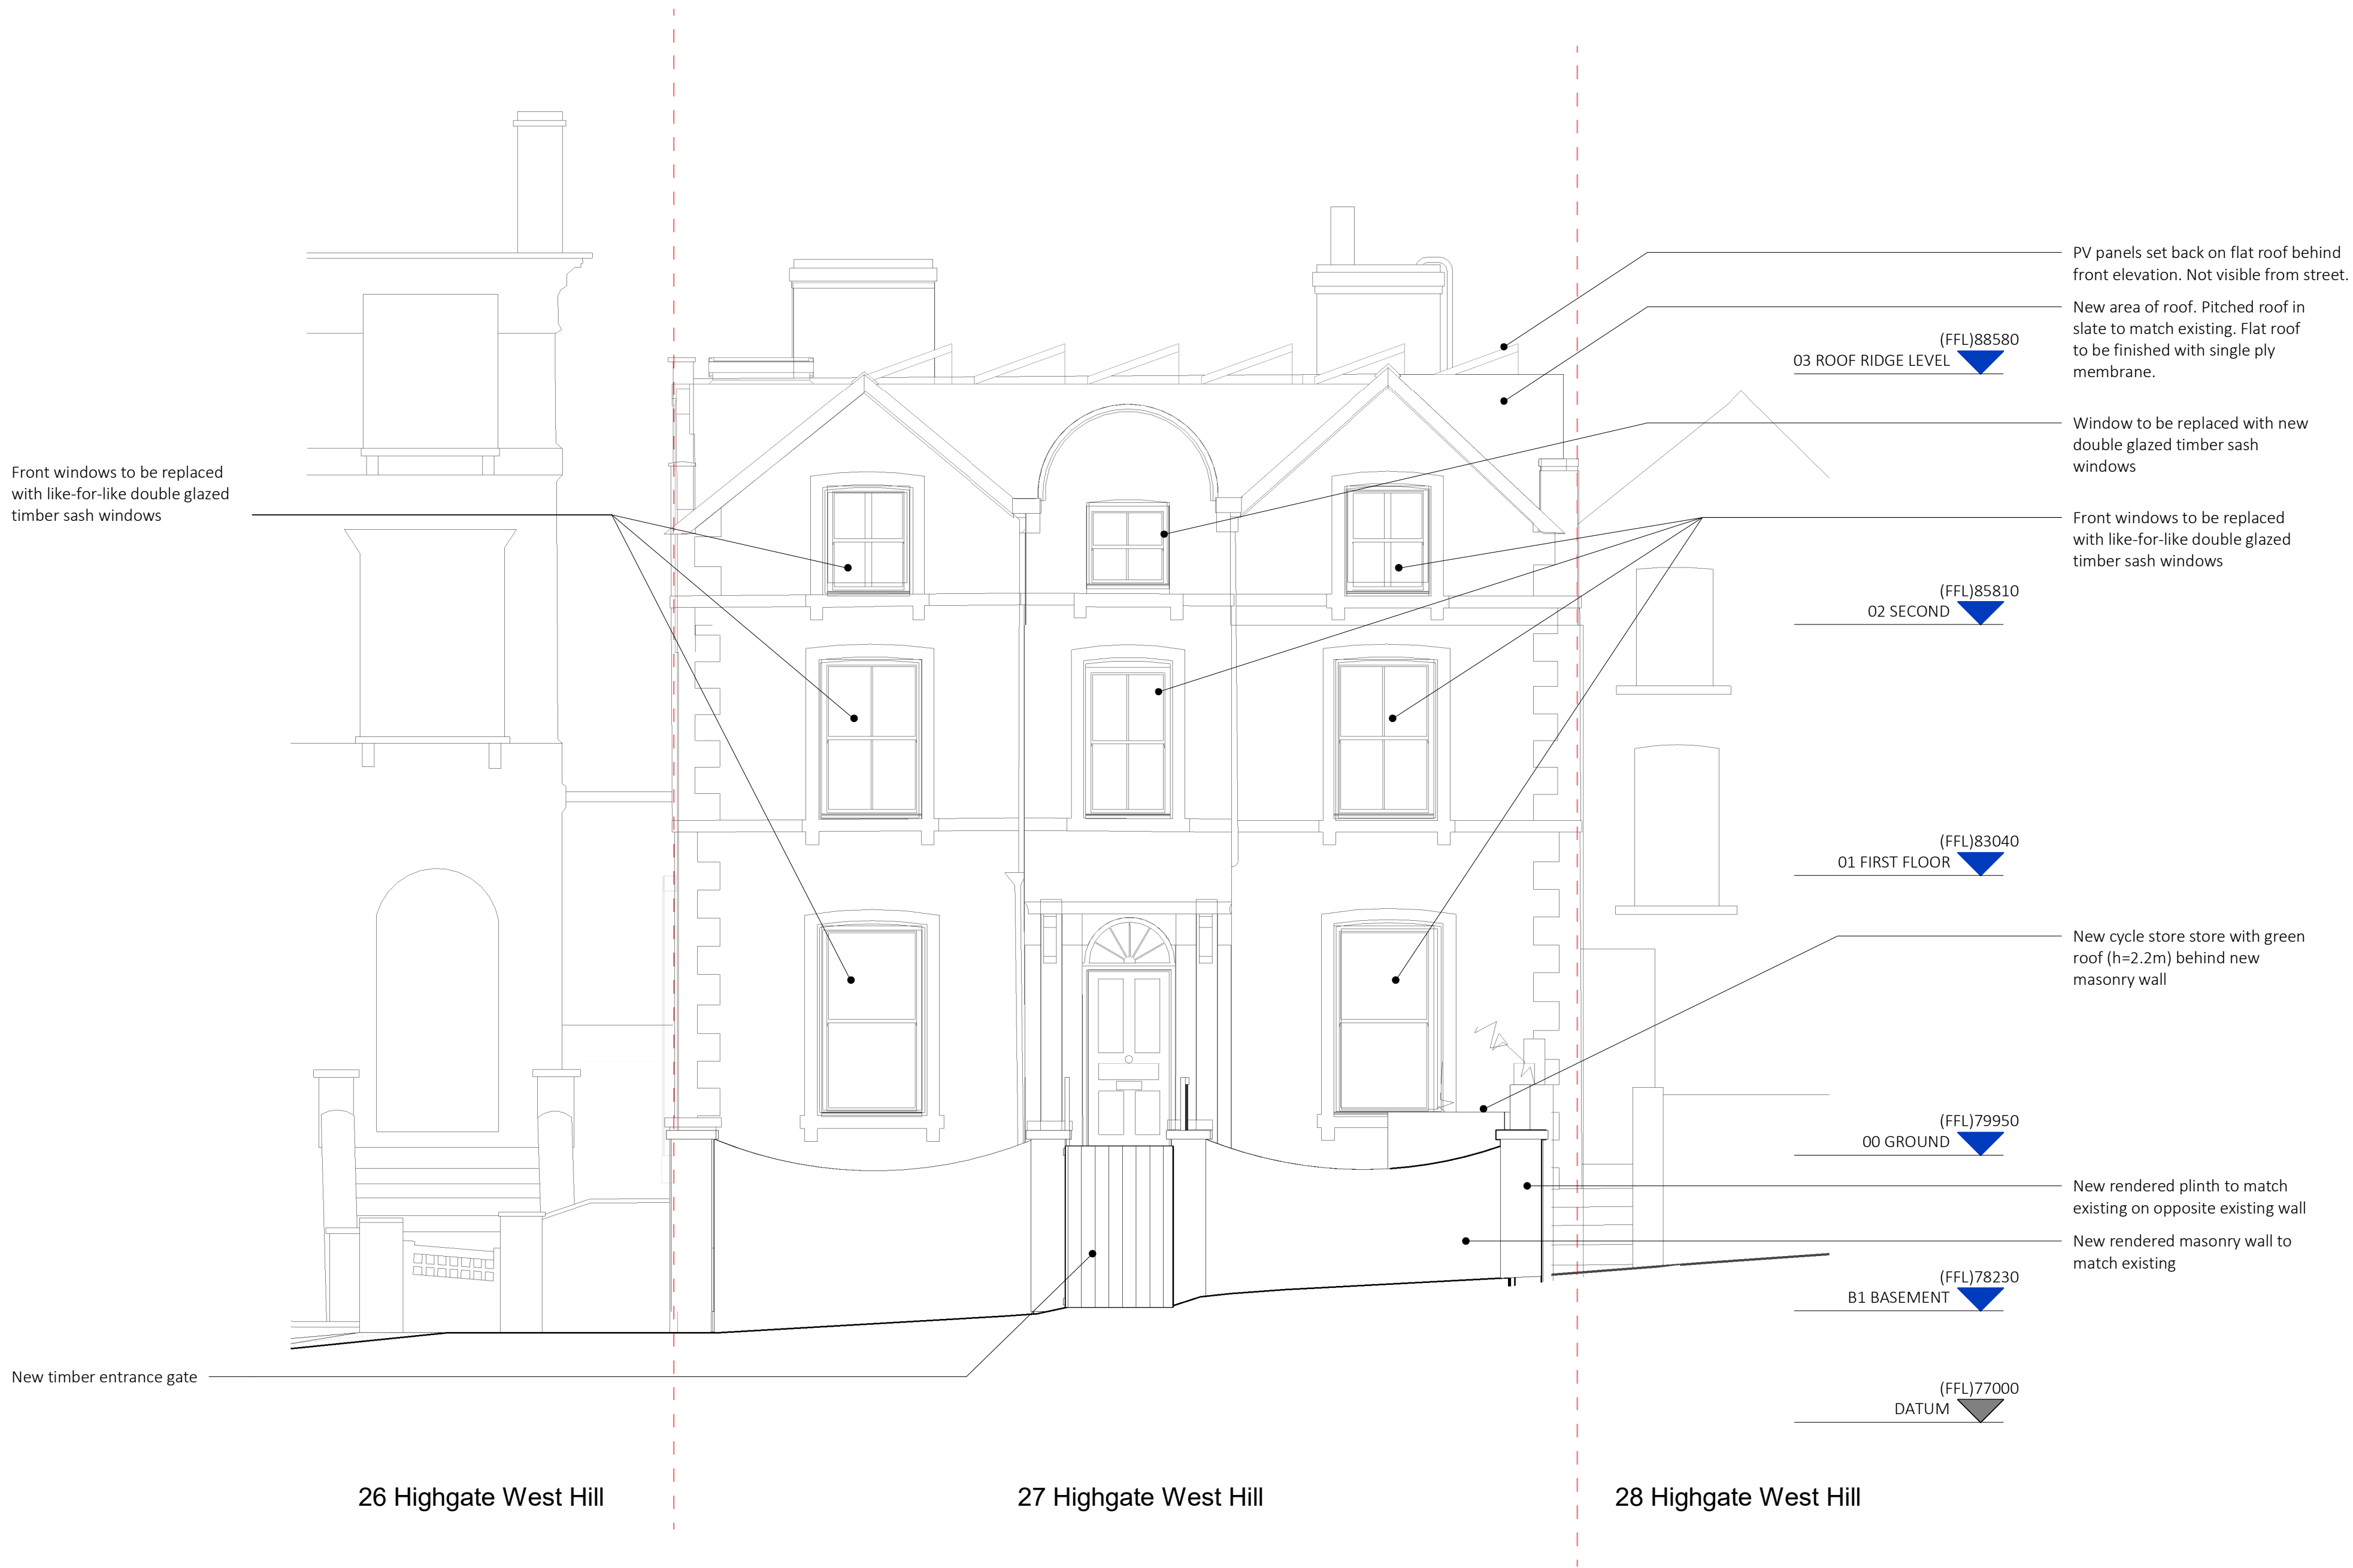 PV panels set back on flat roof behind
front elevation. Not visible from street.
New area of roof. Pitched roof in
slate to match existing. Flat roof
to be finished with single ply
membrane.
(FFL)88580
03 ROOF RIDGE LEVEL
Window to be replaced with new
double glazed timber sash
windows
Front windows to be replaced
with like-for-like double glazed
timber sash windows
Front windows to be replaced
with like-for-like double glazed
timber sash windows
(FFL)85810
02 SECOND
(FFL)83040
01 FIRST FLOOR
New cycle store store with green
roof (h=2.2m) behind new
masonry wall
(FFL)79950
00 GROUND
New rendered plinth to match
existing on opposite existing wall
New rendered masonry wall to
match existing
(FFL)78230
B1 BASEMENT
New timber entrance gate
(FFL)77000
DATUM
26 Highgate West Hill
27 Highgate West Hill
28 Highgate West Hill